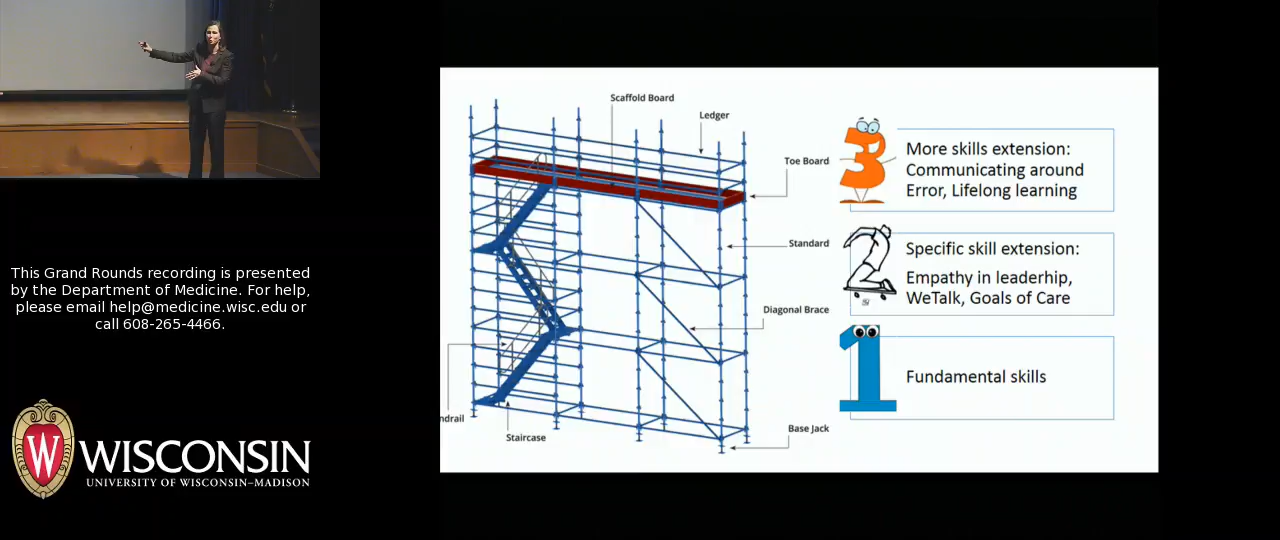 This Grand Rounds recording is presented
by the Department of Medicine. For help,
please email help@medicine.wisc.edu or
call 608-265-4466.
W
WISCONSIN
UNIVERSITY OF WISCONSIN–MADISON
Scaffold Board
Ledger
Toe Board
Standard
Diagonal Brace
ndrail
Staircase
Base Jack
3
More skills extension:
Communicating around
Error, Lifelong learning
2
Specific skill extension:
Empathy in leaderhip,
WeTalk, Goals of Care
1
Fundamental skills